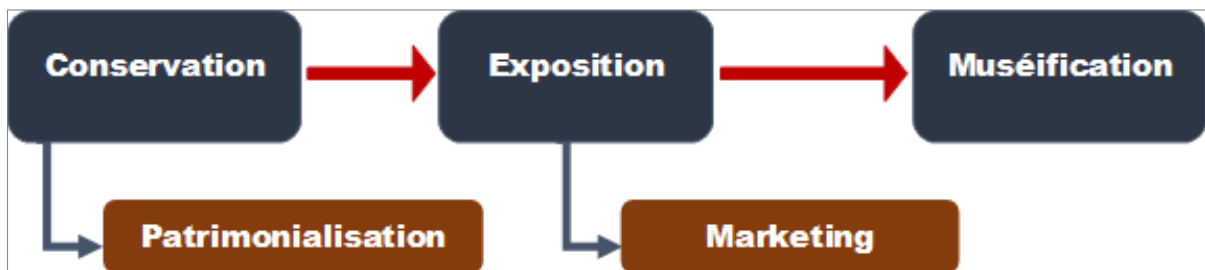 Conservation
Exposition
Muséification
Patrimonialisation
Marketing